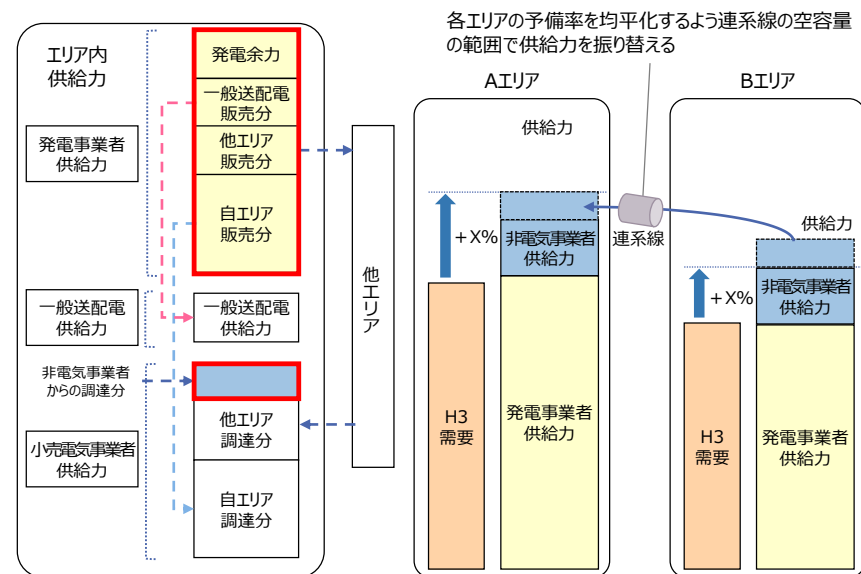 エリア内
供給力
発電事業者
供給力
一般送配電
供給力
非電気事業者
からの調達分
小売電気事業者
供給力
発電余力
一般送配電
販売分
他エリア
販売分
自エリア
販売分
一般送配電
供給力
他エリア
調達分
自エリア
調達分
他エリア
各エリアの予備率を均平化するよう連系線の空容量
の範囲で供給力を振り替える
Aエリア
供給力
+X%
非電気事業者
供給力
H3
需要
発電事業者
供給力
連系線
Bエリア
供給力
+X%
非電気事業者
供給力
H3
需要
発電事業者
供給力